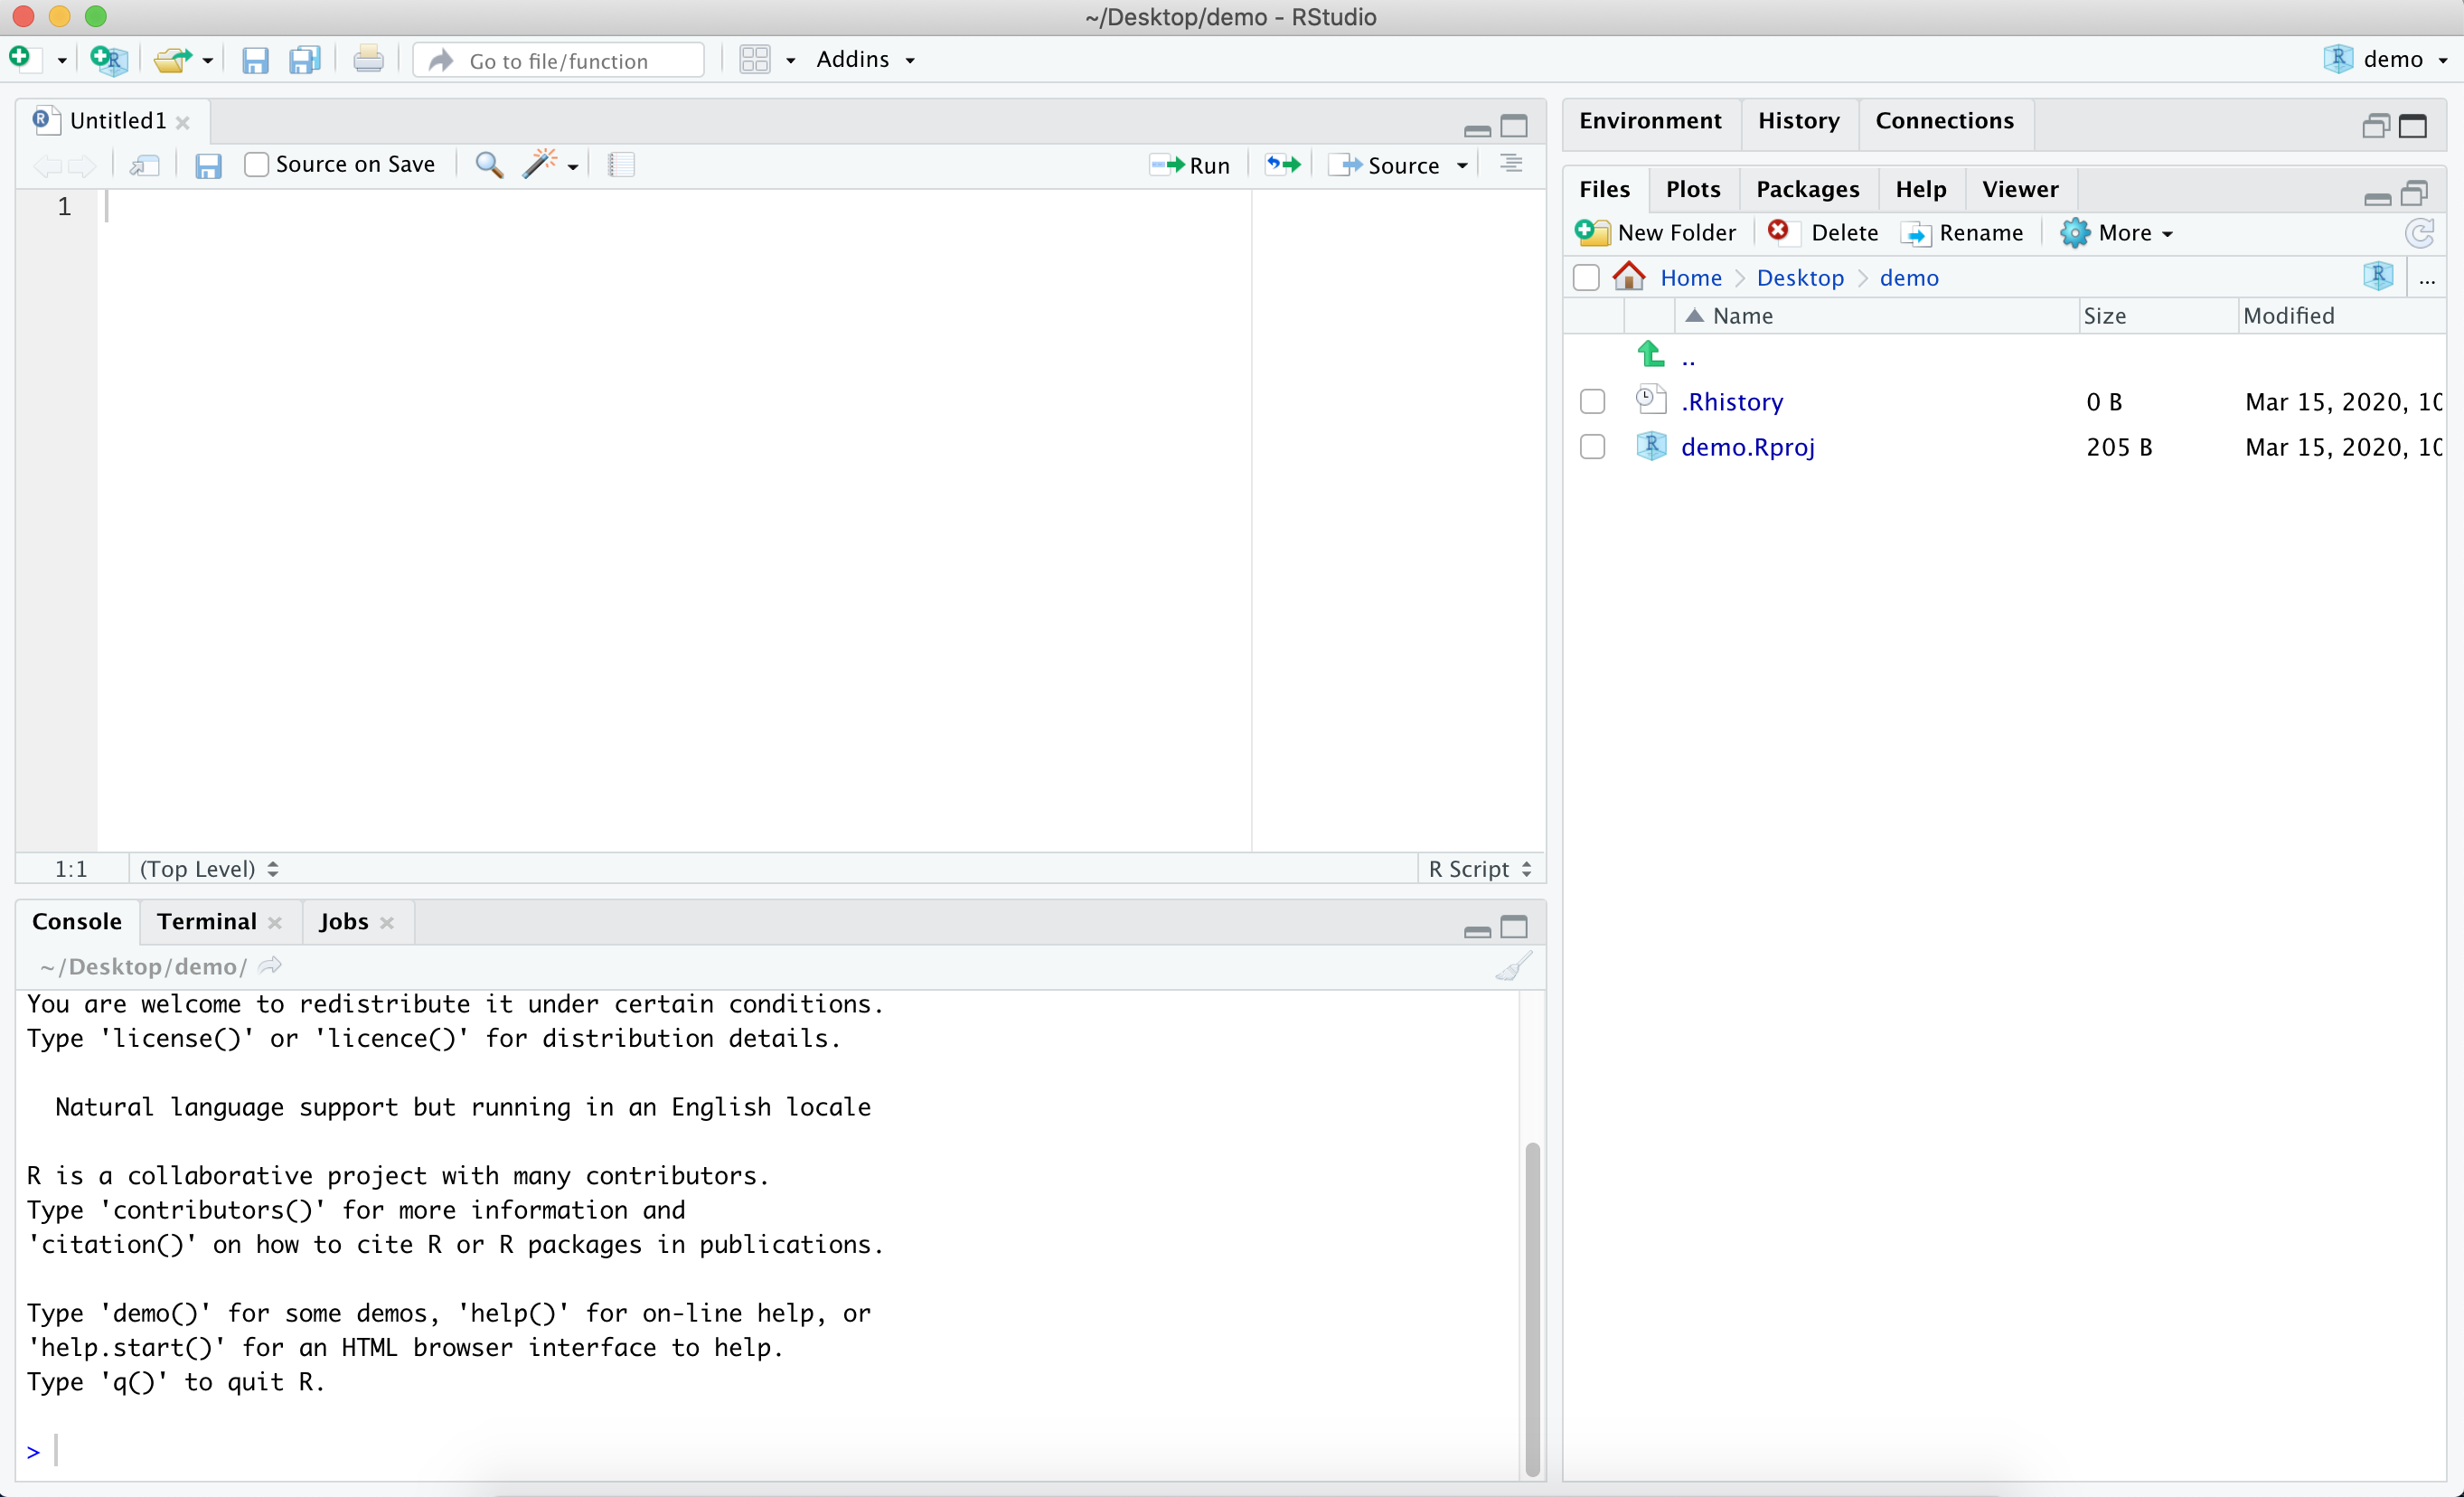 ~/Desktop/demo - RStudio
Go to file/function
Addins
demo
Untitled1
Source on Save
Run
Source
1
1:1 (Top Level)
R Script
Console Terminal Jobs
~/Desktop/demo/
You are welcome to redistribute it under certain conditions.
Type 'license()' or 'licence()' for distribution details.
Natural language support but running in an English locale
R is a collaborative project with many contributors.
Type 'contributors()' for more information and
'citation()' on how to cite R or R packages in publications.
Type 'demo()' for some demos, 'help()' for on-line help, or
'help.start()' for an HTML browser interface to help.
Type 'q()' to quit R.
>
Environment History Connections
Files Plots Packages Help Viewer
New Folder Delete Rename More
Home Desktop demo ...
Name Size Modified
..
.Rhistory 0 B Mar 15, 2020, 10
demo.Rproj 205 B Mar 15, 2020, 10